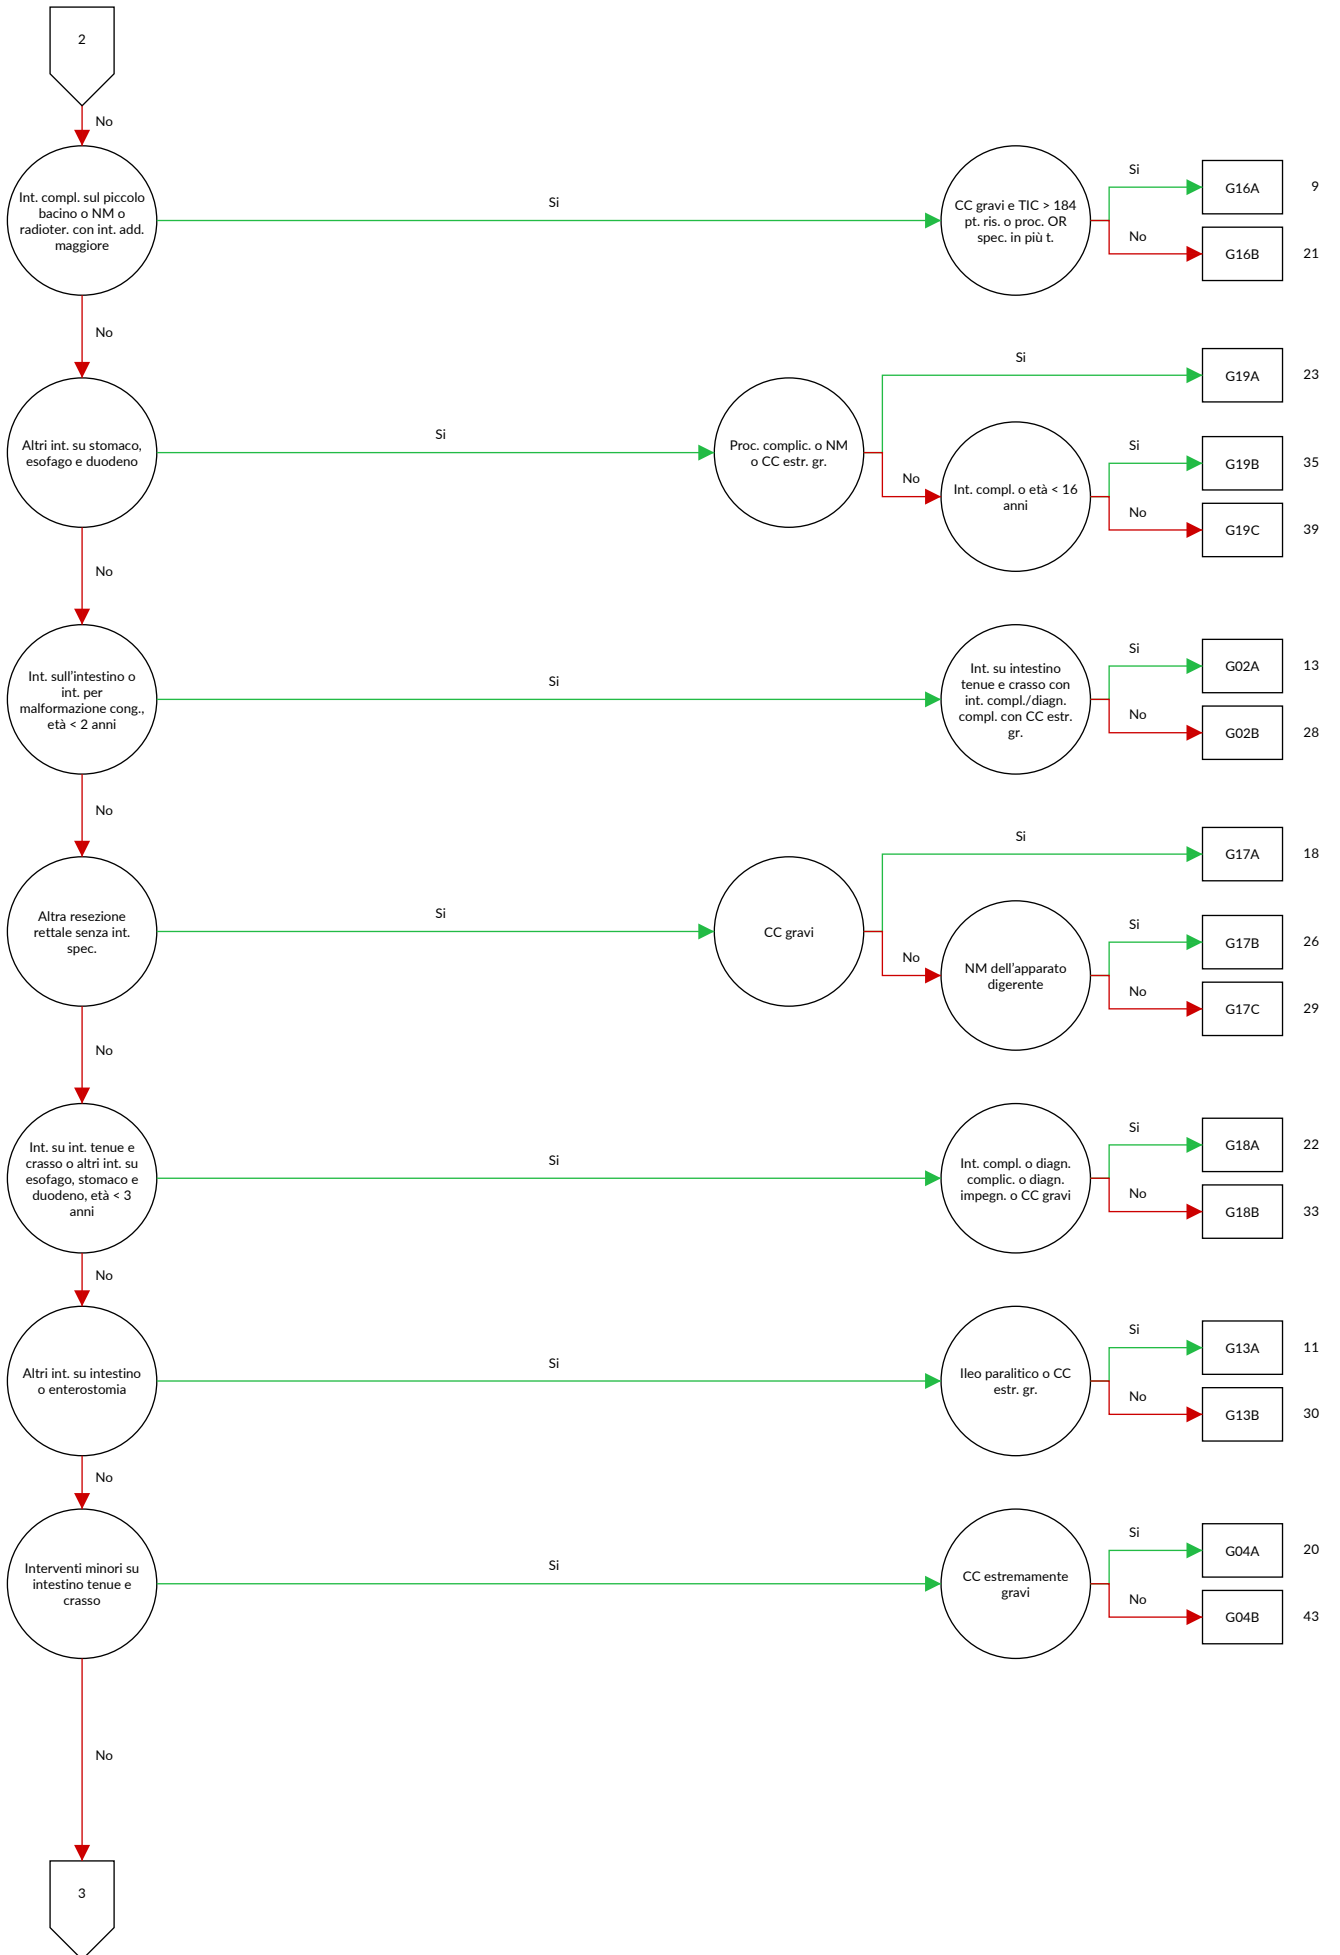 2
No
Int. compl. sul piccolo
bacino o NM o
radioter. con int. add.
maggiore
Si
CC gravi e TIC > 184
pt. ris. o proc. OR
spec. in più t.
Si
G16A
9
No
G16B
21
No
Altri int. su stomaco,
esofago e duodeno
Si
Proc. complic. o NM
o CC estr. gr.
Si
G19A
23
No
Int. compl. o età < 16
anni
Si
G19B
35
No
G19C
39
No
Int. sull'intestino o
int. per
malformazione cong.,
età < 2 anni
Si
Int. su intestino
tenue e crasso con
int. compl./diagn.
compl. con CC estr.
gr.
Si
G02A
13
No
G02B
28
No
Altra resezione
rettale senza int.
spec.
Si
CC gravi
Si
G17A
18
No
NM dell'apparato
digerente
Si
G17B
26
No
G17C
29
No
Int. su int. tenue e
crasso o altri int. su
esofago, stomaco e
duodeno, età < 3
anni
Si
Int. compl. o diagn.
complic. o diagn.
impegn. o CC gravi
Si
G18A
22
No
G18B
33
No
Altri int. su intestino
o enterostomia
Si
Ileo paralitico o CC
estr. gr.
Si
G13A
11
No
G13B
30
No
Interventi minori su
intestino tenue e
crasso
Si
CC estremamente
gravi
Si
G04A
20
No
G04B
43
No
3